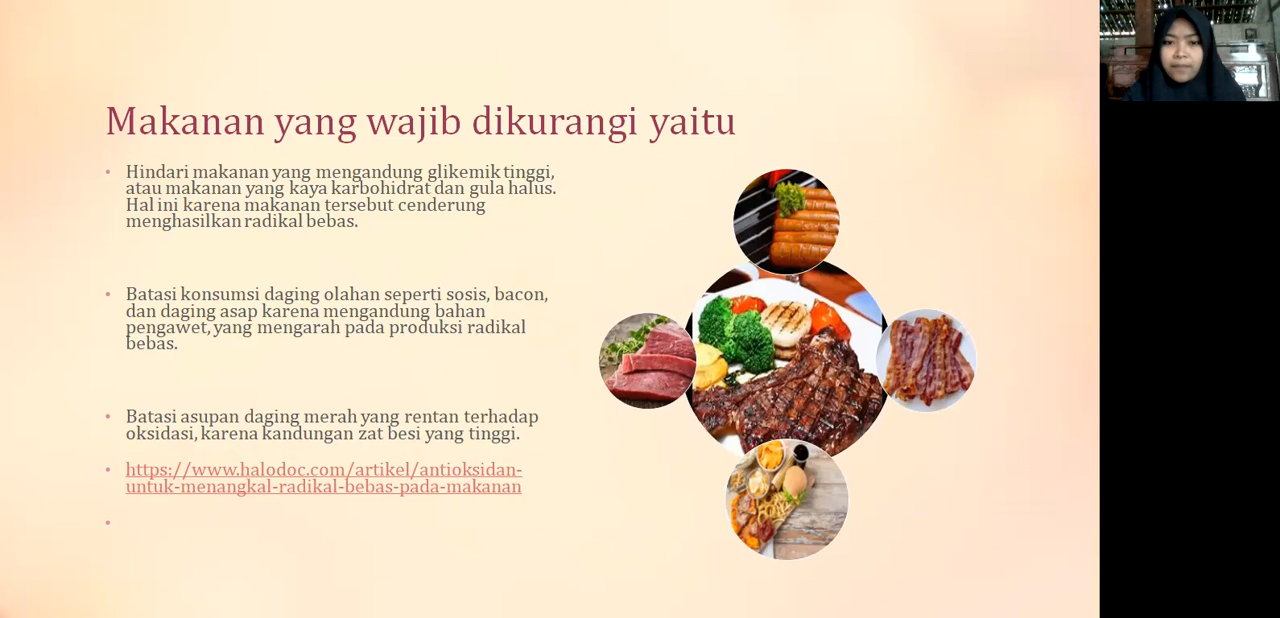 Makanan yang wajib dikurangi yaitu
• Hindari makanan yang mengandung glikemik tinggi,
atau makanan yang kaya karbohidrat dan gula halus.
Hal ini karena makanan tersebut cenderung
menghasilkan radikal bebas.
• Batasi konsumsi daging olahan seperti sosis, bacon,
dan daging asap karena mengandung bahan
pengawet, yang mengarah pada produksi radikal
bebas.
• Batasi asupan daging merah yang rentan terhadap
oksidasi, karena kandungan zat besi yang tinggi.
• https://www.halodoc.com/artikel/antioksidan-
untuk-menangkal-radikal-bebas-pada-makanan
•